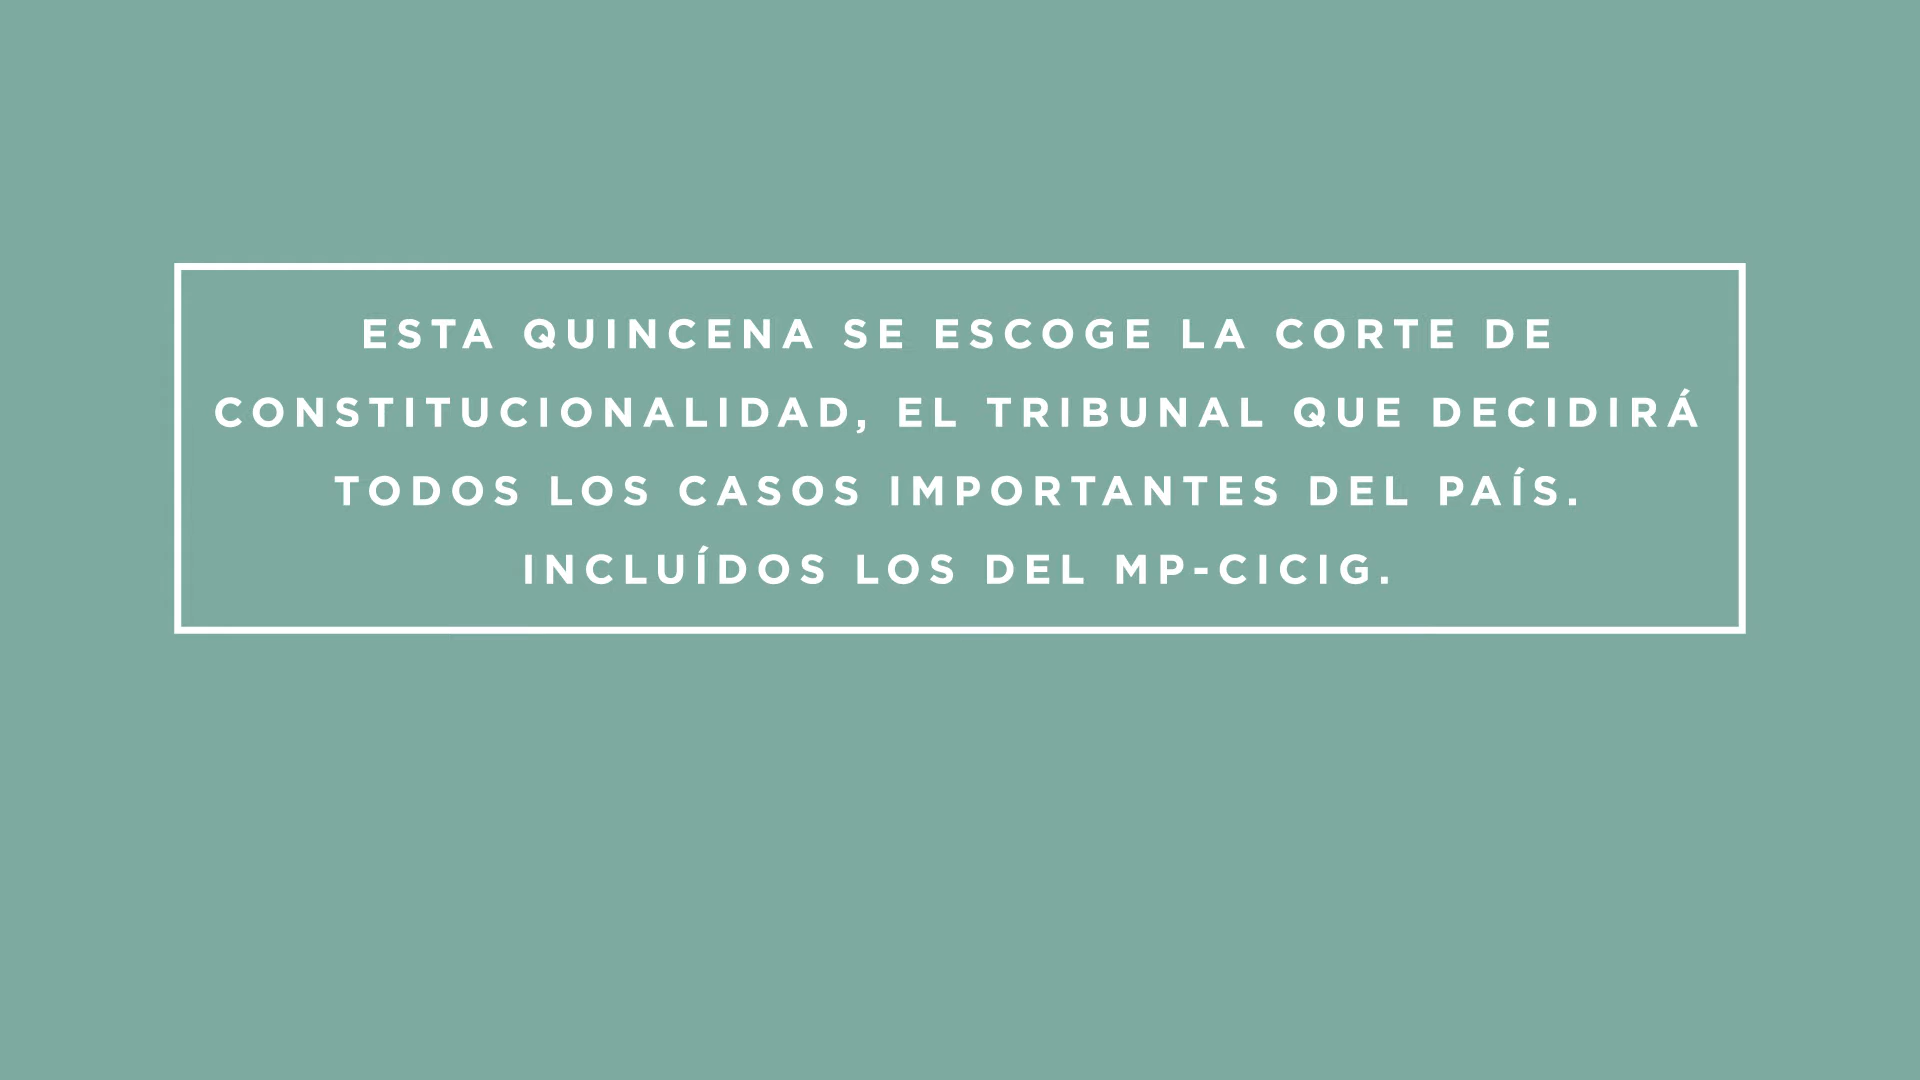 ESTA QUINCENA SE ESCOGE LA CORTE DE
CONSTITUCIONALIDAD, EL TRIBUNAL QUE DECIDIRÁ
TODOS LOS CASOS IMPORTANTES DEL PAÍS.
INCLUÍDOS LOS DEL MP-CICIG.